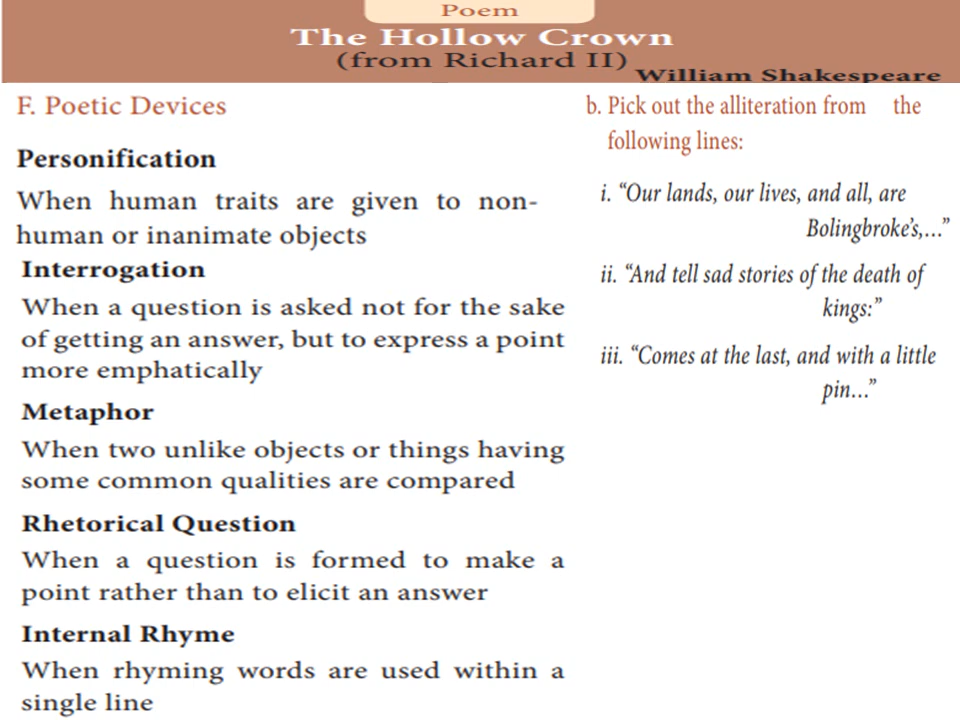 Poem
The Hollow Crown
(from Richard II)
William Shakespeare
F. Poetic Devices
Personification
When human traits are given to non-
human or inanimate objects
Interrogation
When a question is asked not for the sake
of getting an answer, but to express a point
more emphatically
Metaphor
When two unlike objects or things having
some common qualities are compared
Rhetorical Question
When a question is formed to make a
point rather than to elicit an answer
Internal Rhyme
When rhyming words are used within a
single line
b. Pick out the alliteration from the
following lines:
i. “Our lands, our lives, and all, are
Bolingbroke’s,...”
ii. “And tell sad stories of the death of
kings:”
iii. “Comes at the last, and with a little
pin...”